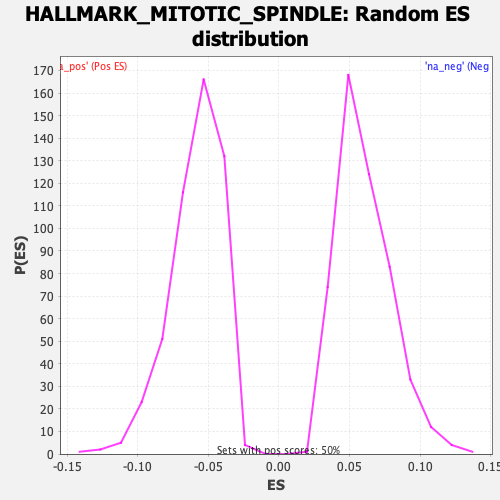 HALLMARK_MITOTIC_SPINDLE: Random ES
distribution
a_pos' (Pos ES)
'na_neg' (Neg
170
160
150
140
130
120
110
100
90
80
70
60
50
40
30
20
10
0
P(ES)
Sets with pos scores: 50%
-0.15 -0.10 -0.05 0.00 0.05 0.10 0.15
ES